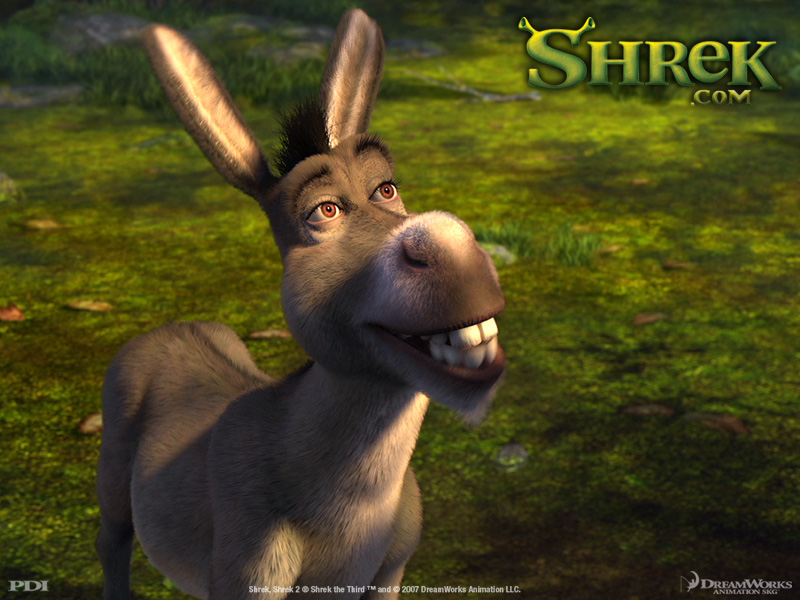 SHREK
.COM
PDI
Shrek, Shrek 2 ® Shrek the Third ™ and © 2007 DreamWorks Animation LLC.
DREAMWORKS
ANIMATION SKG